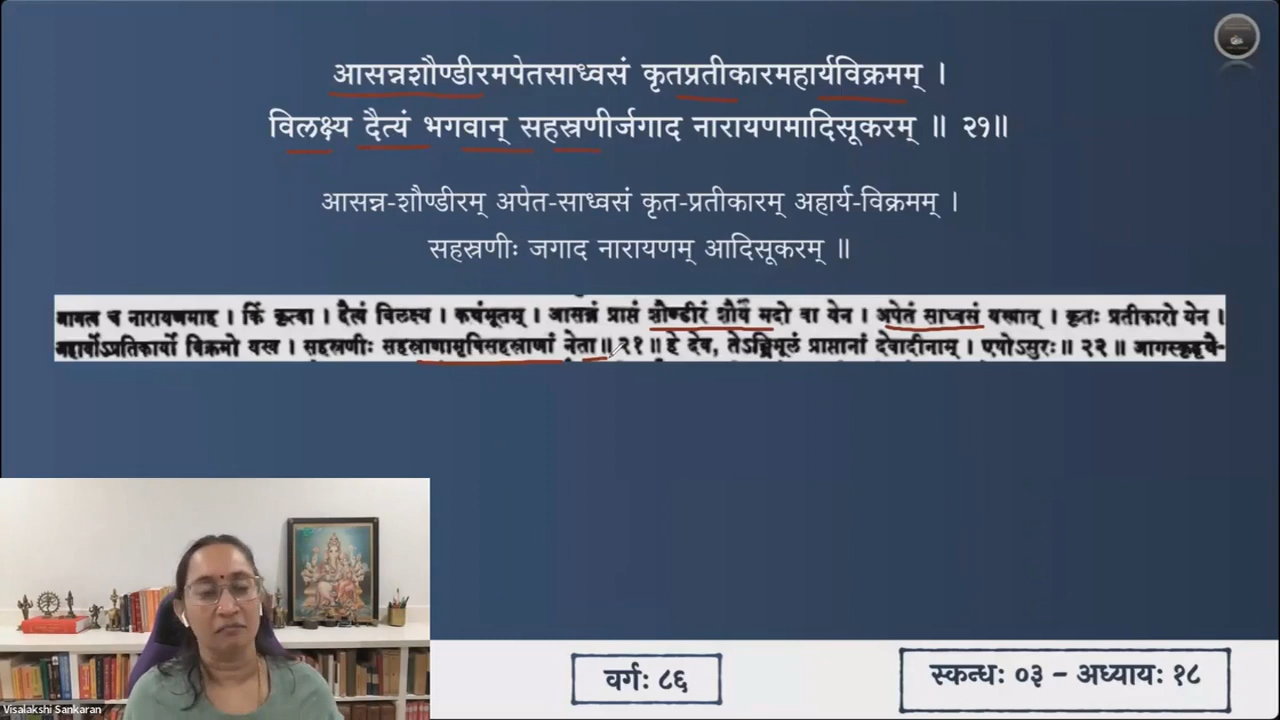 आसन्नशौण्डीरमपेतसाध्वसं कृतप्रतीकारमहार्यविक्रमम् ।
विलक्ष्य दैत्यं भगवान् सहस्रणीर्जगाद नारायणमादिसूकरम् ॥ २१॥
आसन्न-शौण्डीरम् अपेत-साध्वसं कृत-प्रतीकारम् अहार्य-विक्रमम् ।
सहस्रणीः जगाद नारायणम् आदिसूकरम् ॥
आगत्य च नारायणमाह । किं कृत्वा । दैत्यं विलक्ष्य । कथंभूतम् । आसन्नं प्राप्तं शौण्डीरं शौर्यं मदो वा येन । अपेतं साध्वसं यस्मात् । कृतः प्रतीकारो येन ।
अहार्योऽप्रतिकार्यो विक्रमो यस्य । सहस्रणीः सहस्राणामृषिसहस्राणां नेता ॥ २१ ॥ हे देव, तेऽङ्घ्रिमूलं प्राप्तानां देवादीनाम् । एषोऽसुरः ॥ २२ ॥
Visalakshi Sankaran
वर्गः ८६
स्कन्धः ०३ – अध्यायः १८